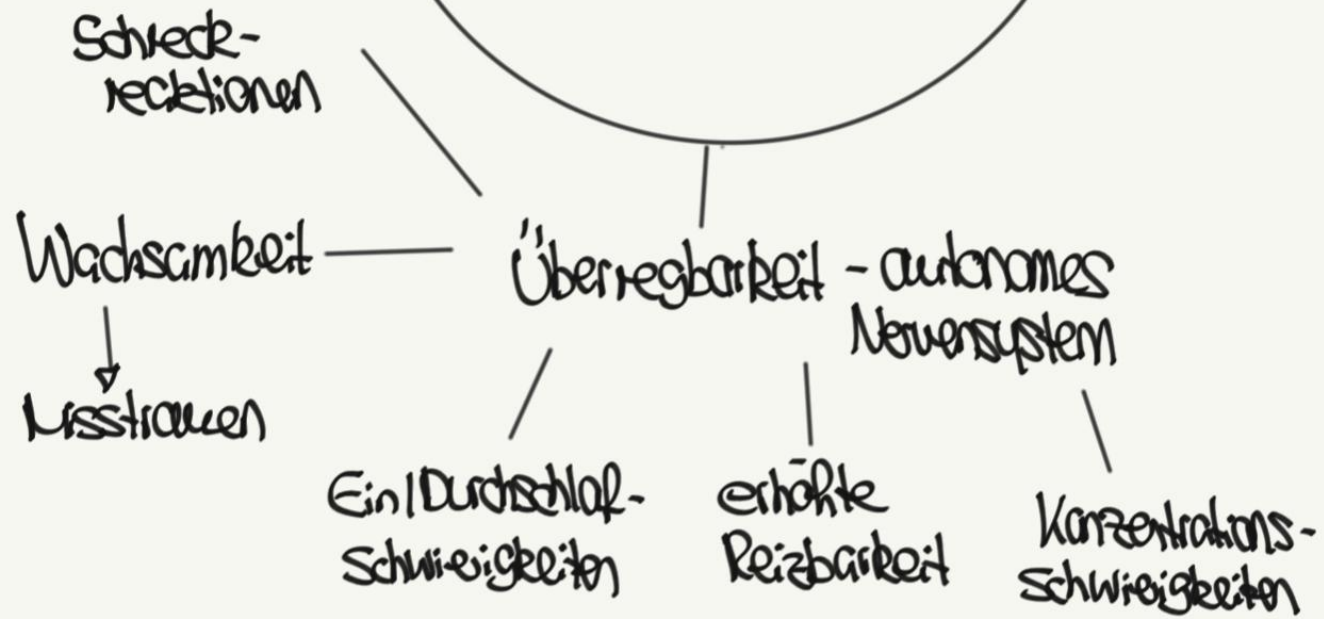 Schreck-
reaktionen
Wachsamkeit
Überregbarkeit - autonomes
Nervensystem
Misstrauen
Ein/Durchschlaf-
schwierigkeiten
erhöhte
Reizbarkeit
Konzentrations-
schwierigkeiten